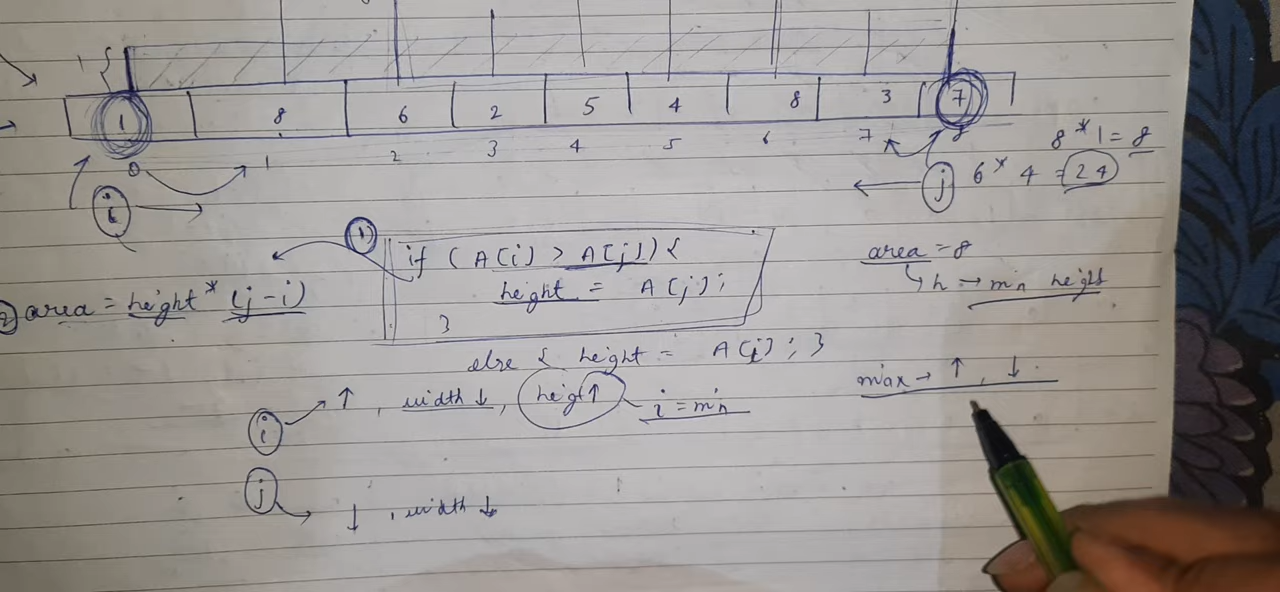 1
1 8 6 2 5 4 8 3 7
0 1 2 3 4 5 6 7 8
8 * 1 = 8
i
j 6 * 4 = 24
1
if (A(i) > A(j)) {
height = A(j);
}
area = 8
h → min height
2 area = height * (j-i)
else { height = A(i); }
max → ↑, ↓.
i → ↑, width ↓, heigh↑ i = min
j → ↓, width ↓